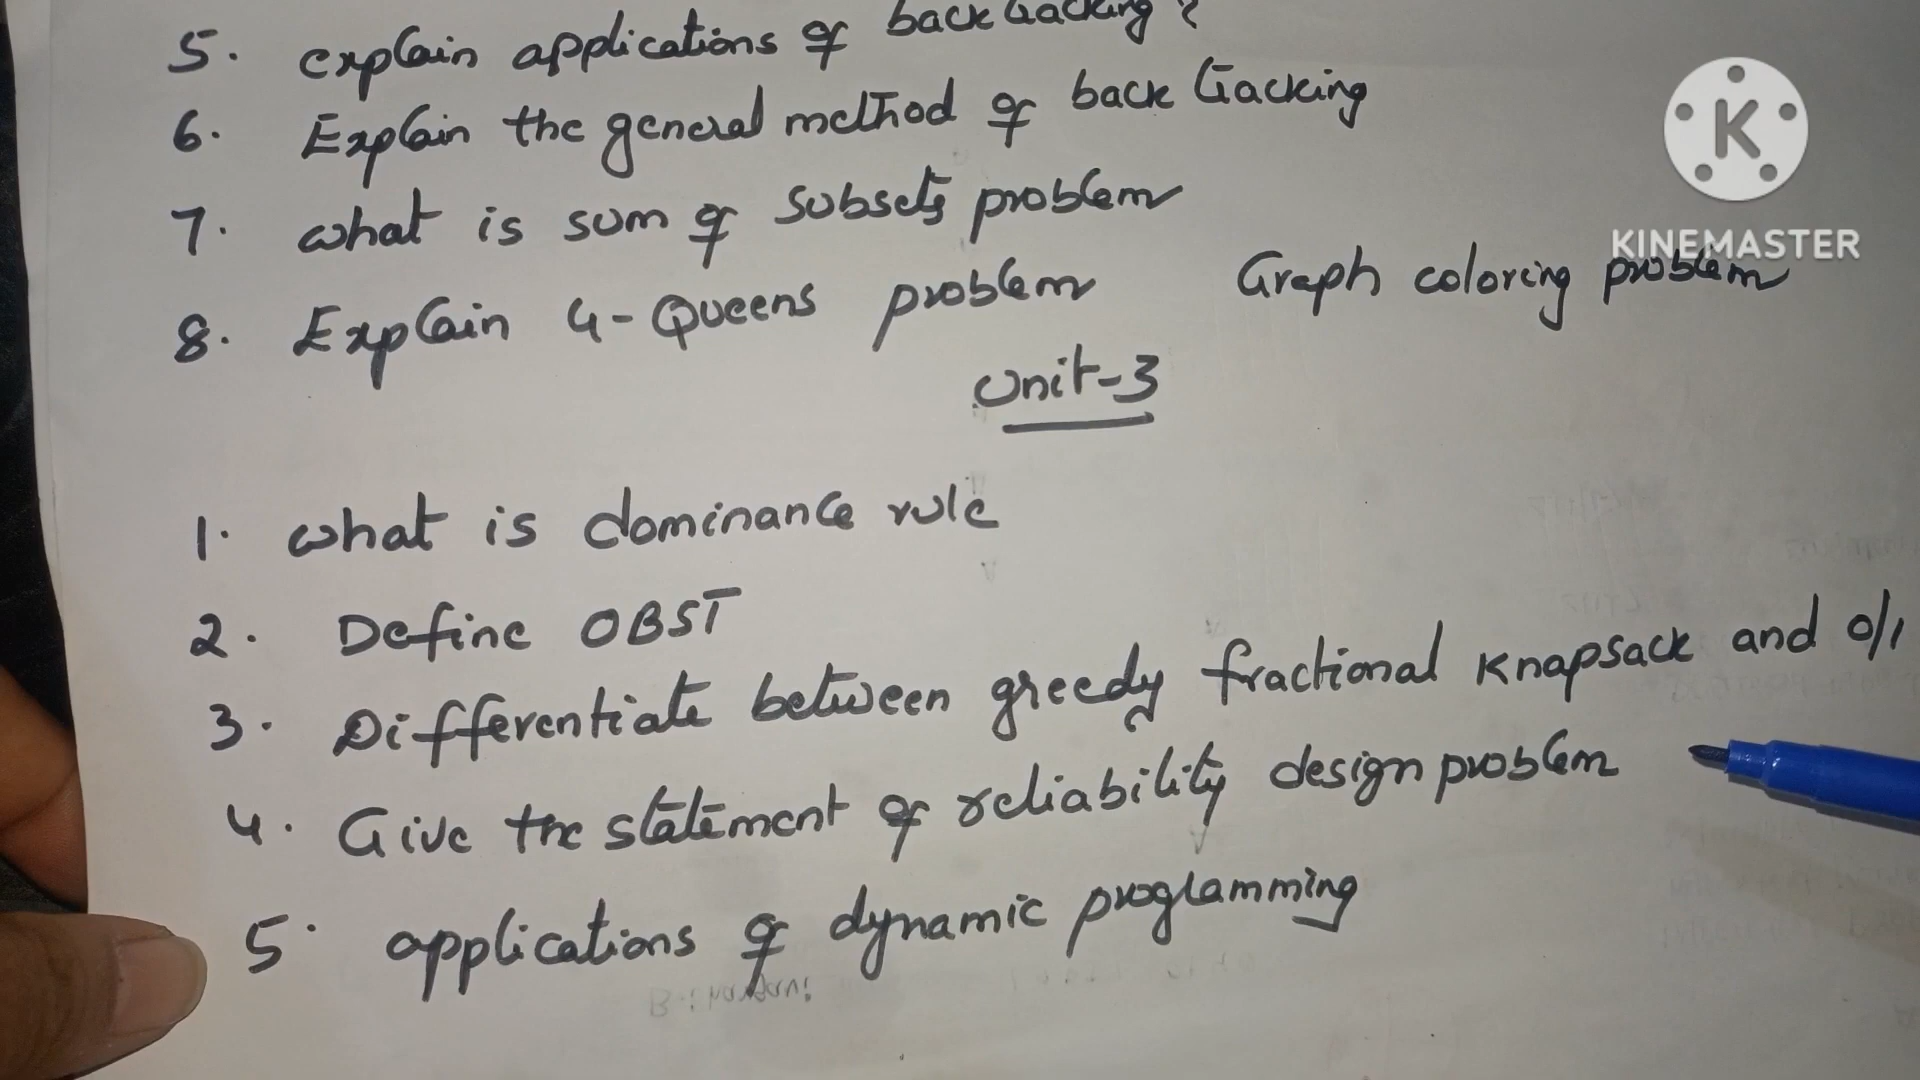 5. explain applications of back tracking?
6. Explain the general method of back tracking
7. what is sum of subsets problem
8. Explain 4-Queens problem Graph coloring problem
KINEMASTER
Unit-3
1. what is dominance rule
2. Define OBST
3. Differentiate between greedy fractional knapsack and 0/1
4. Give the statement of reliability design problem
5. applications of dynamic programming